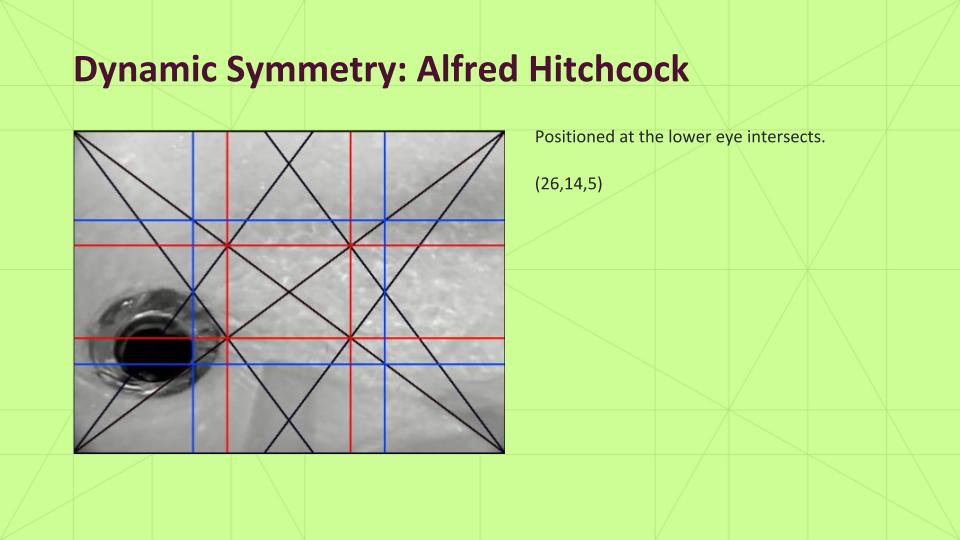 Dynamic Symmetry: Alfred Hitchcock
Positioned at the lower eye intersects.
(26,14,5)